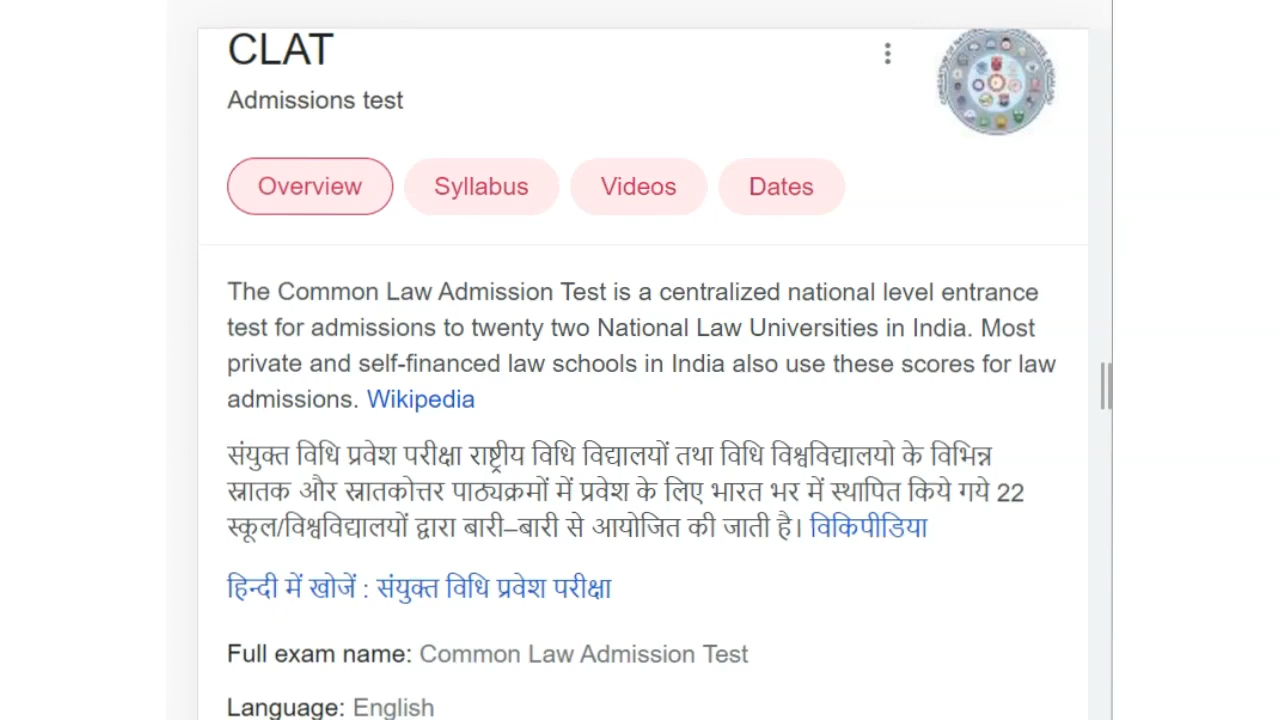 CLAT
Admissions test
Overview
Syllabus
Videos
Dates
The Common Law Admission Test is a centralized national level entrance
test for admissions to twenty two National Law Universities in India. Most
private and self-financed law schools in India also use these scores for law
admissions. Wikipedia
संयुक्त विधि प्रवेश परीक्षा राष्ट्रीय विधि विद्यालयों तथा विधि विश्वविद्यालयो के विभिन्न
स्नातक और स्नातकोत्तर पाठ्यक्रमों में प्रवेश के लिए भारत भर में स्थापित किये गये 22
स्कूल/विश्वविद्यालयों द्वारा बारी–बारी से आयोजित की जाती है। विकिपीडिया
हिन्दी में खोजें : संयुक्त विधि प्रवेश परीक्षा
Full exam name: Common Law Admission Test
Language: English